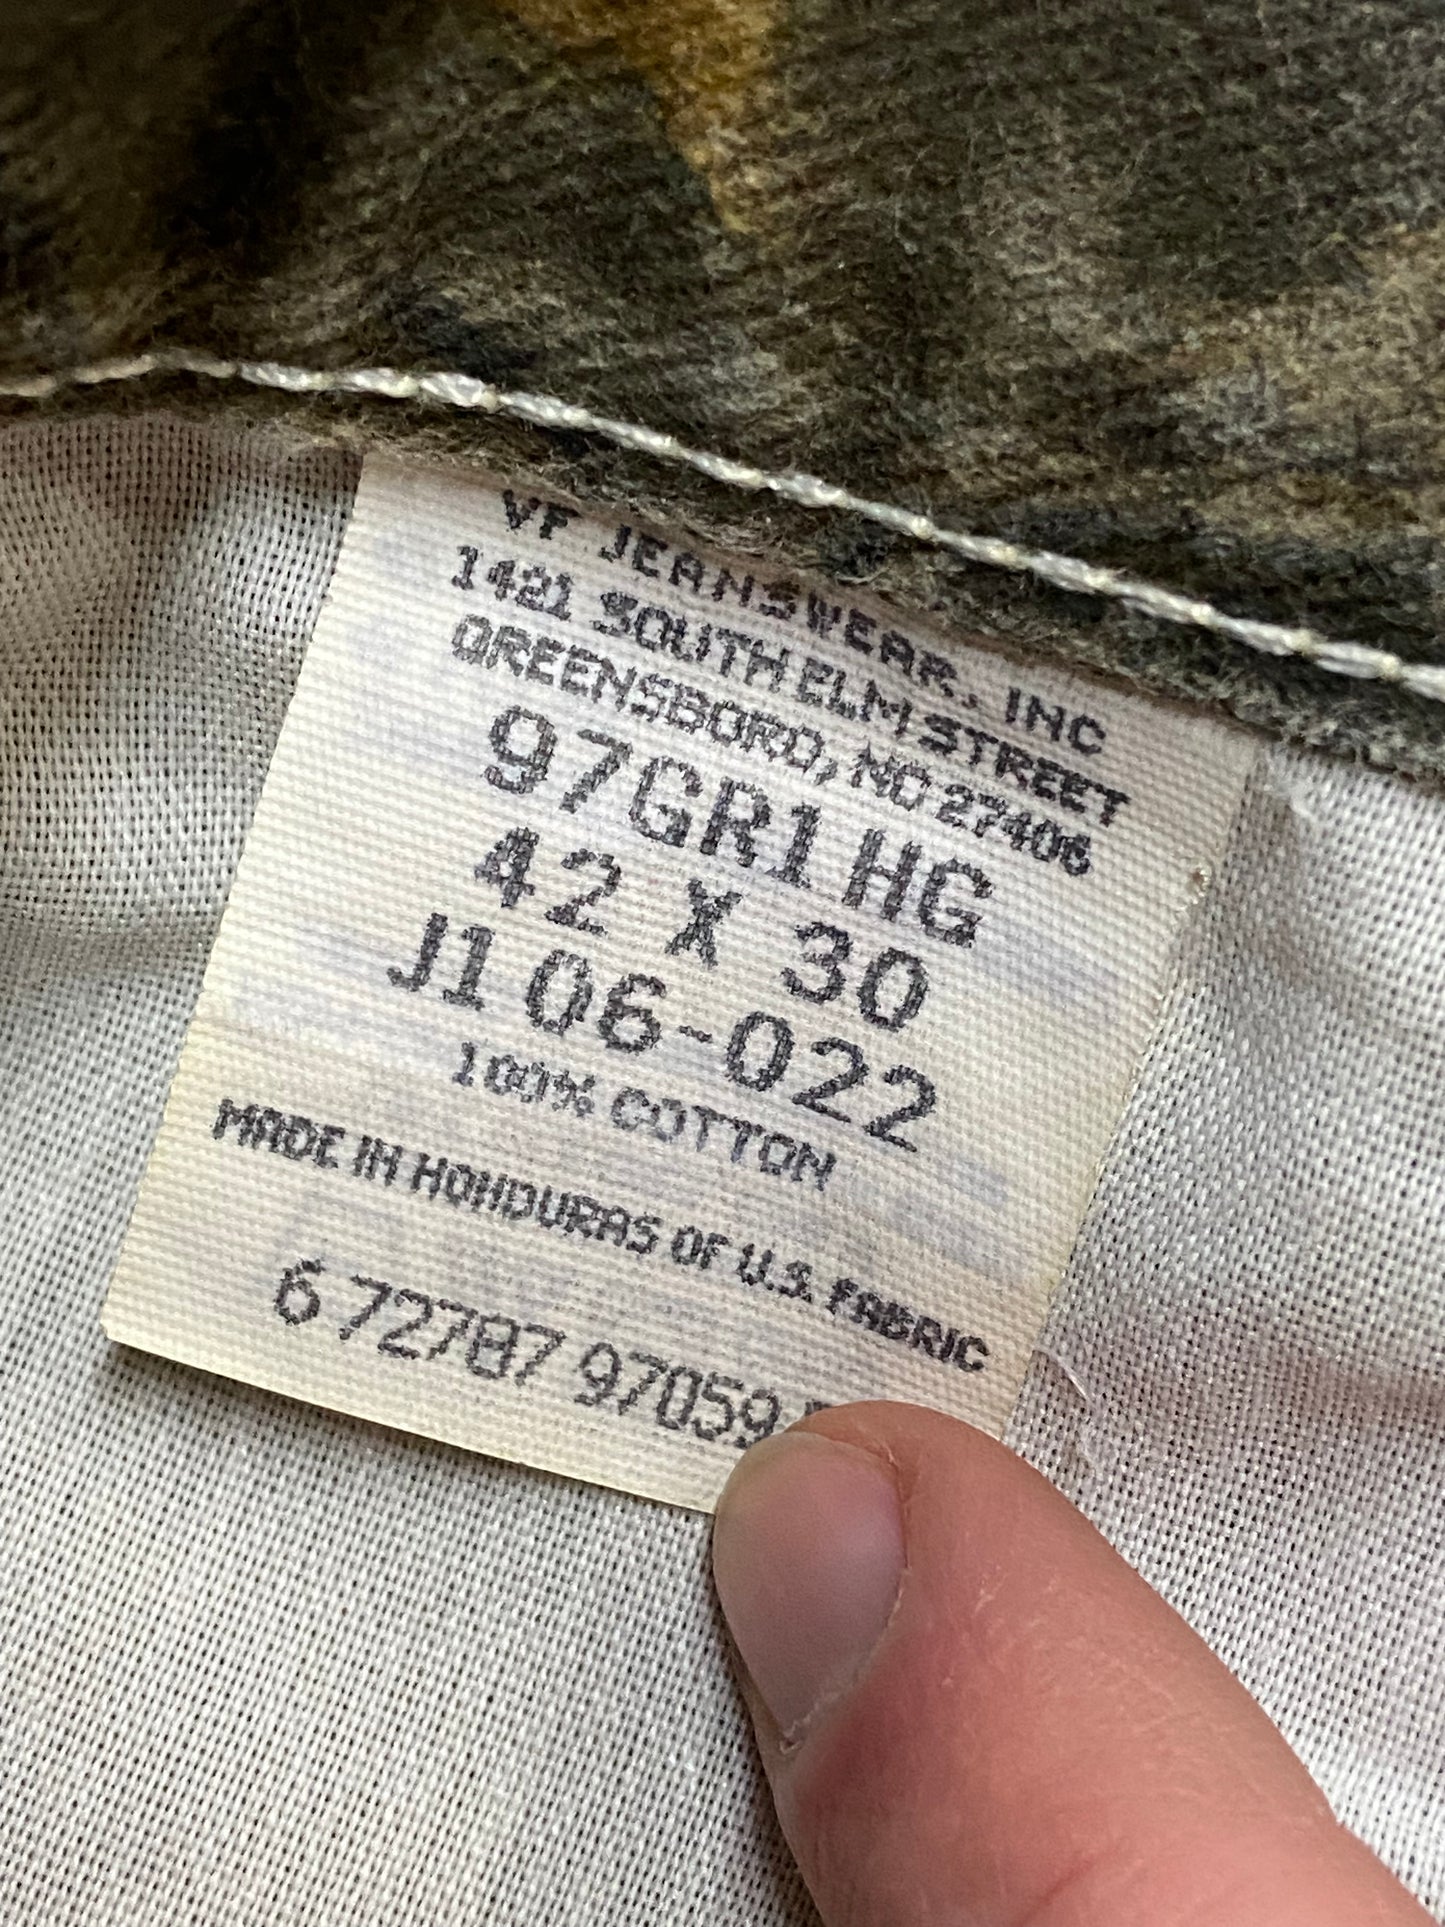 VF JEANSWEAR, INC
1421 SOUTH ELM STREET
GREENSBORO, NC 27406
97GR1HG
42 X 30
J106-022
100% COTTON
MADE IN HONDURAS OF U.S. FABRIC
6 72787 97059